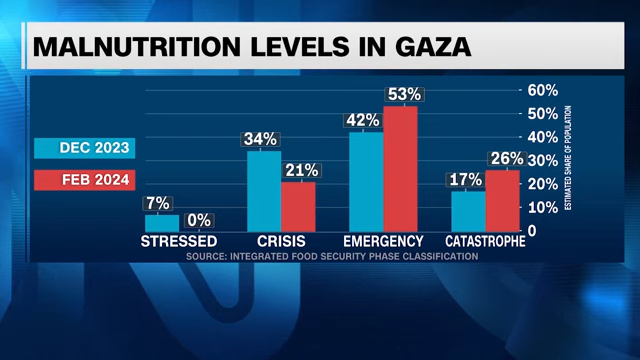 MALNUTRITION LEVELS IN GAZA
DEC 2023
FEB 2024
7%
0%
34%
21%
42%
53%
17%
26%
60%
50%
40%
30%
20%
10%
0
ESTIMATED SHARE OF POPULATION
STRESSED
CRISIS
EMERGENCY
CATASTROPHE
SOURCE: INTEGRATED FOOD SECURITY PHASE CLASSIFICATION